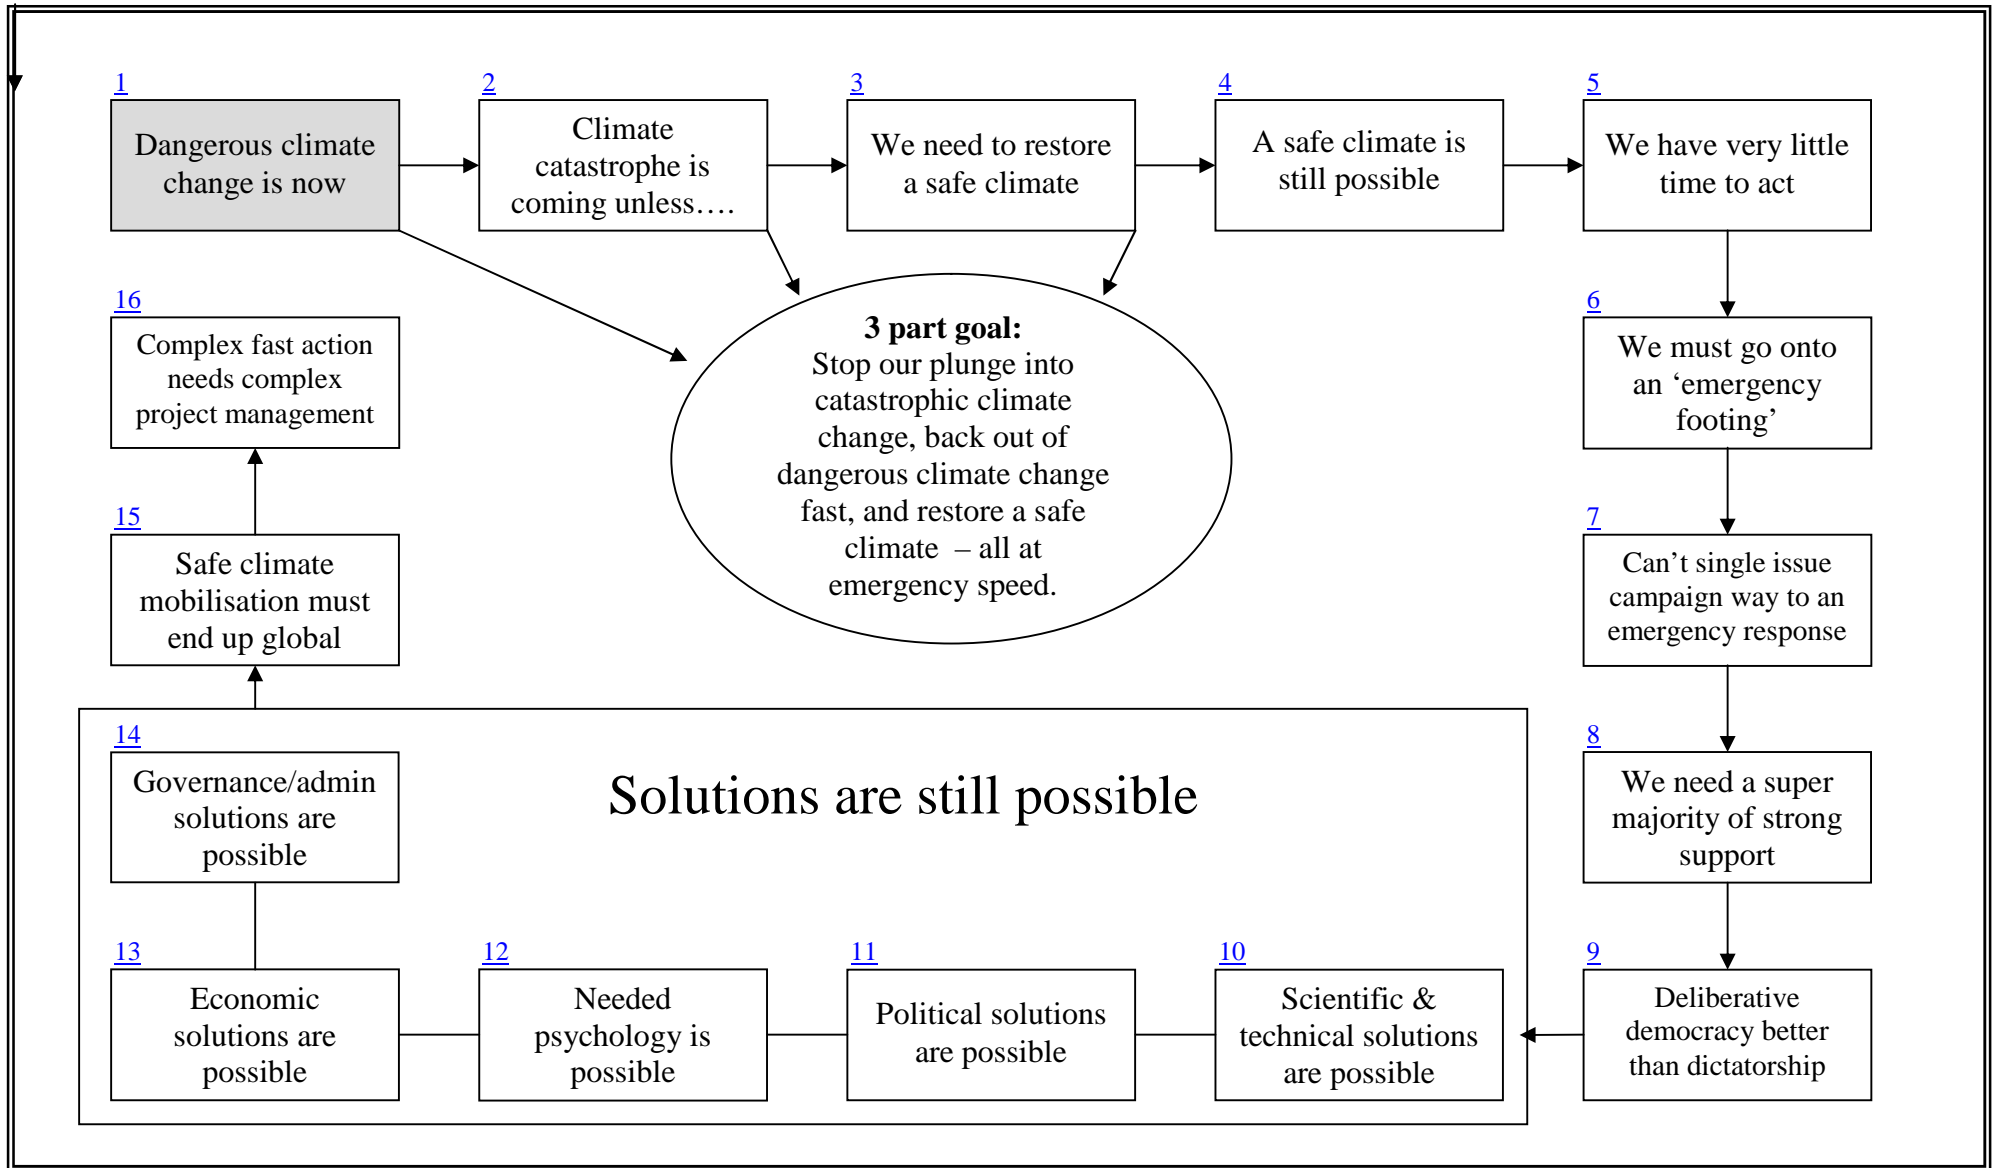 1
Dangerous climate
change is now
2
Climate
catastrophe is
coming unless….
3
We need to restore
a safe climate
4
A safe climate is
still possible
5
We have very little
time to act
16
Complex fast action
needs complex
project management
3 part goal:
Stop our plunge into
catastrophic climate
change, back out of
dangerous climate change
fast, and restore a safe
climate – all at
emergency speed.
6
We must go onto
an ‘emergency
footing’
15
Safe climate
mobilisation must
end up global
7
Can’t single issue
campaign way to an
emergency response
14
Governance/admin
solutions are
possible
Solutions are still possible
8
We need a super
majority of strong
support
13
Economic
solutions are
possible
12
Needed
psychology is
possible
11
Political solutions
are possible
10
Scientific &
technical solutions
are possible
9
Deliberative
democracy better
than dictatorship